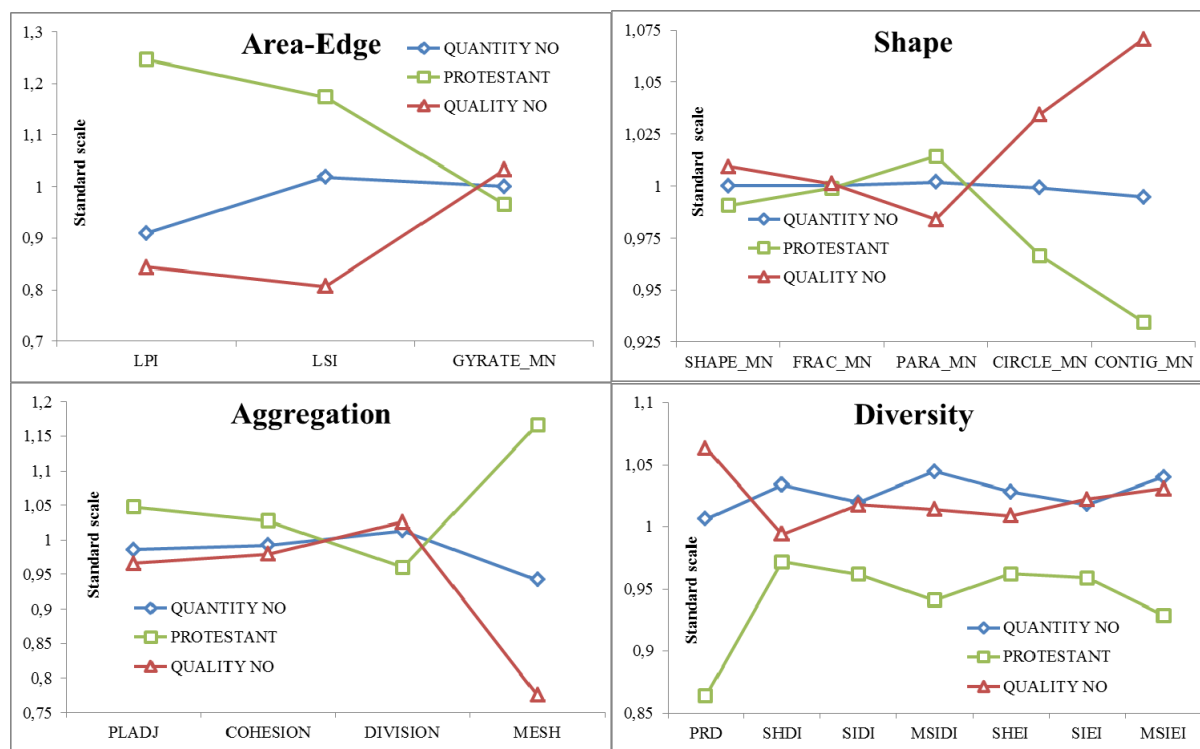 Area-Edge
1,3
1,2
1,1
1
0,9
0,8
0,7
Standard scale
QUANTITY NO
PROTESTANT
QUALITY NO
LPI LSI GYRATE_MN
Shape
1,075
1,05
1,025
1
0,975
0,95
0,925
Standard scale
QUANTITY NO
PROTESTANT
QUALITY NO
SHAPE_MN FRAC_MN PARA_MN CIRCLE_MN CONTIG_MN
Aggregation
1,2
1,15
1,1
1,05
1
0,95
0,9
0,85
0,8
0,75
Standard scale
QUANTITY NO
PROTESTANT
QUALITY NO
PLADJ COHESION DIVISION MESH
Diversity
1,1
1,05
1
0,95
0,9
0,85
Standard scale
QUANTITY NO
PROTESTANT
QUALITY NO
PRD SHDI SIDI MSIDI SHEI SIEI MSIEI